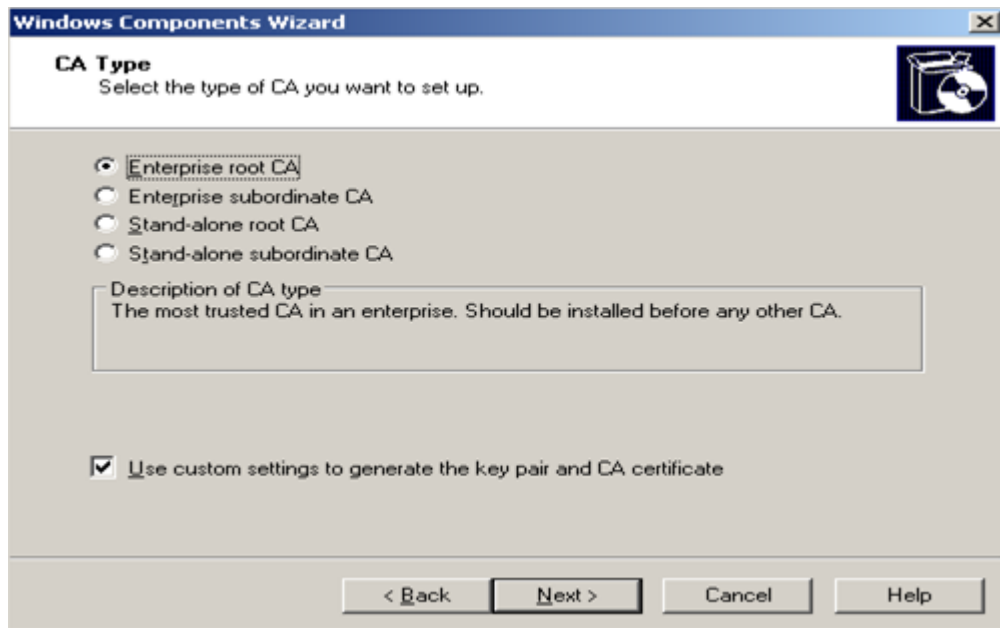 Windows Components Wizard
CA Type
Select the type of CA you want to set up.
Enterprise root CA
Enterprise subordinate CA
Stand-alone root CA
Stand-alone subordinate CA
Description of CA type
The most trusted CA in an enterprise. Should be installed before any other CA.
Use custom settings to generate the key pair and CA certificate
< Back Next > Cancel Help